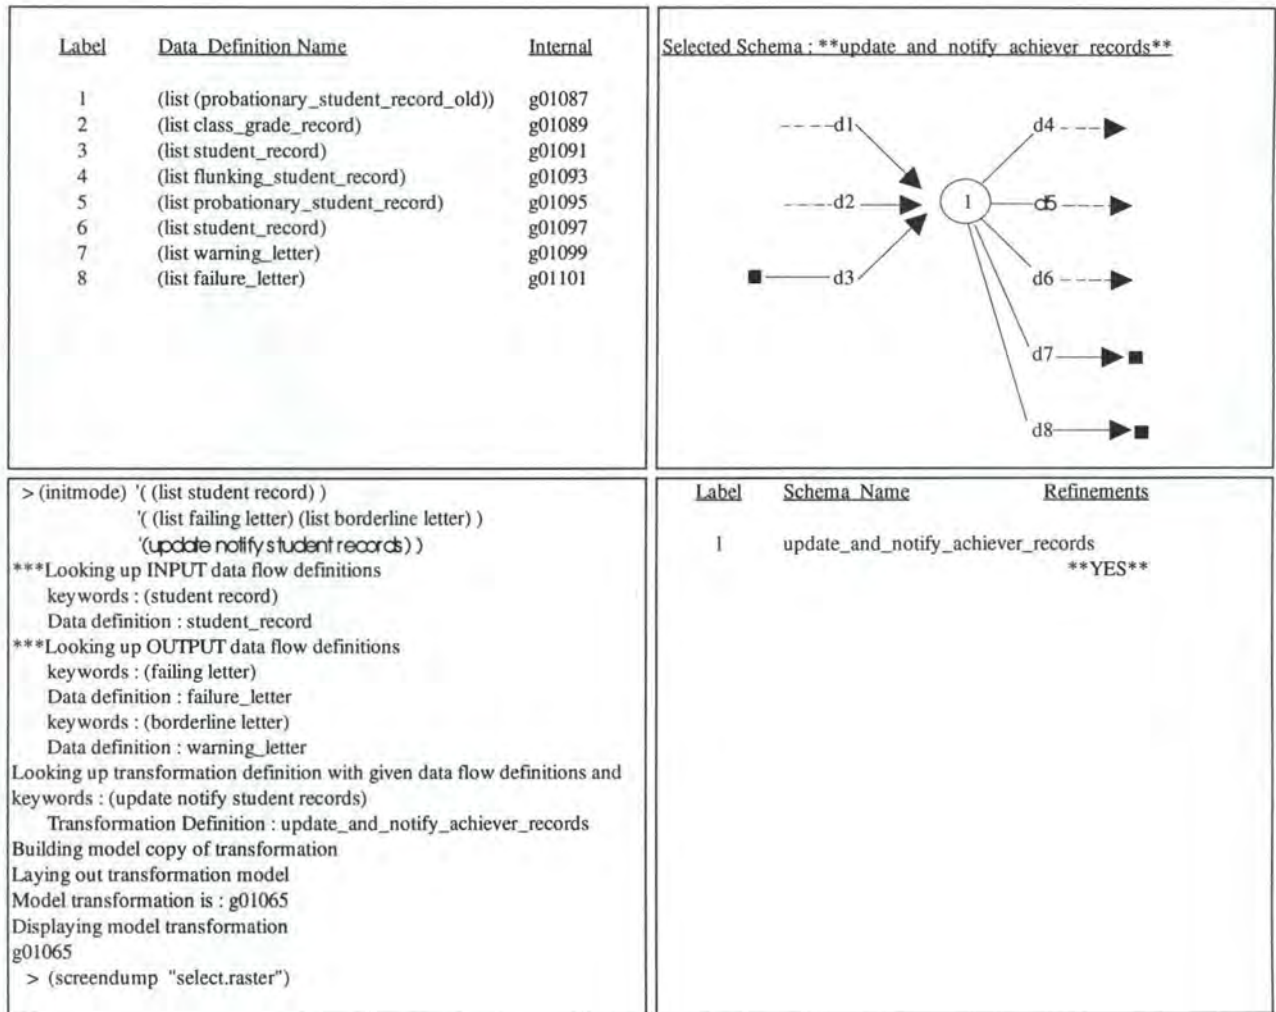 Label Data Definition Name Internal
1 (list (probationary_student_record_old)) g01087
2 (list class_grade_record) g01089
3 (list student_record) g01091
4 (list flunking_student_record) g01093
5 (list probationary_student_record) g01095
6 (list student_record) g01097
7 (list warning_letter) g01099
8 (list failure_letter) g01101
Selected Schema : **update and notify achiever records**
d1 d4
d2 1 d5
d3 d6
d7
d8
> (initmode) '( (list student record) )
'( (list failing letter) (list borderline letter) )
'(update notify student records) )
***Looking up INPUT data flow definitions
keywords : (student record)
Data definition : student_record
***Looking up OUTPUT data flow definitions
keywords : (failing letter)
Data definition : failure_letter
keywords : (borderline letter)
Data definition : warning_letter
Looking up transformation definition with given data flow definitions and
keywords : (update notify student records)
Transformation Definition : update_and_notify_achiever_records
Building model copy of transformation
Laying out transformation model
Model transformation is : g01065
Displaying model transformation
g01065
> (screendump "select.raster")
Label Schema Name Refinements
1 update_and_notify_achiever_records
**YES**